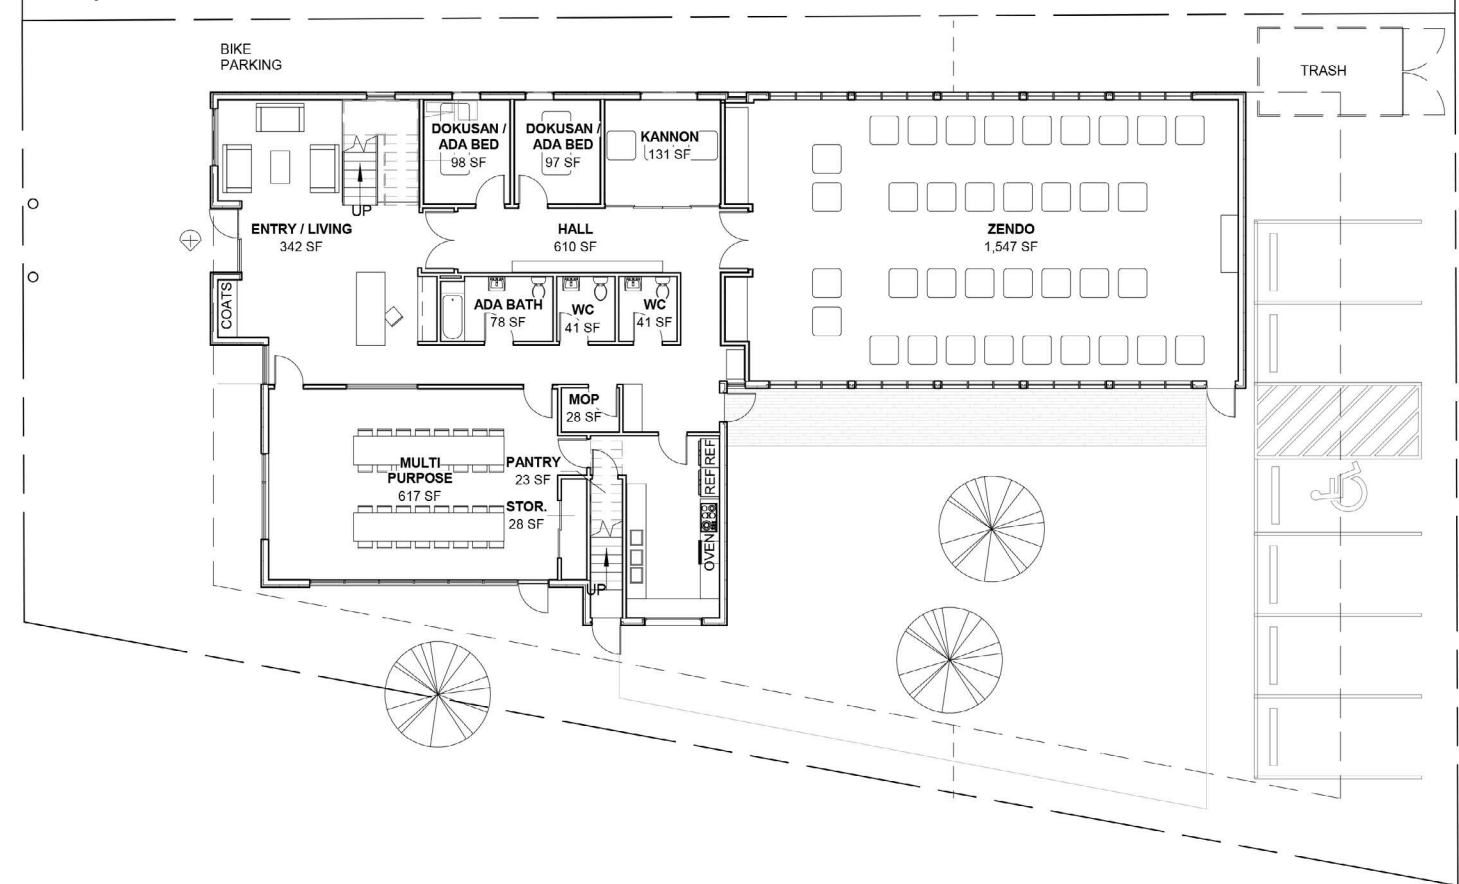 BIKE
PARKING
TRASH
DOKUSAN /
ADA BED
98 SF
DOKUSAN /
ADA BED
97 SF
KANNON
131 SF
UP
ENTRY / LIVING
342 SF
HALL
610 SF
ZENDO
1,547 SF
COATS
ADA BATH
78 SF
WC
41 SF
WC
41 SF
MOP
28 SF
MULTI
PURPOSE
617 SF
PANTRY
23 SF
STOR.
28 SF
REF
REF
OVEN
UP